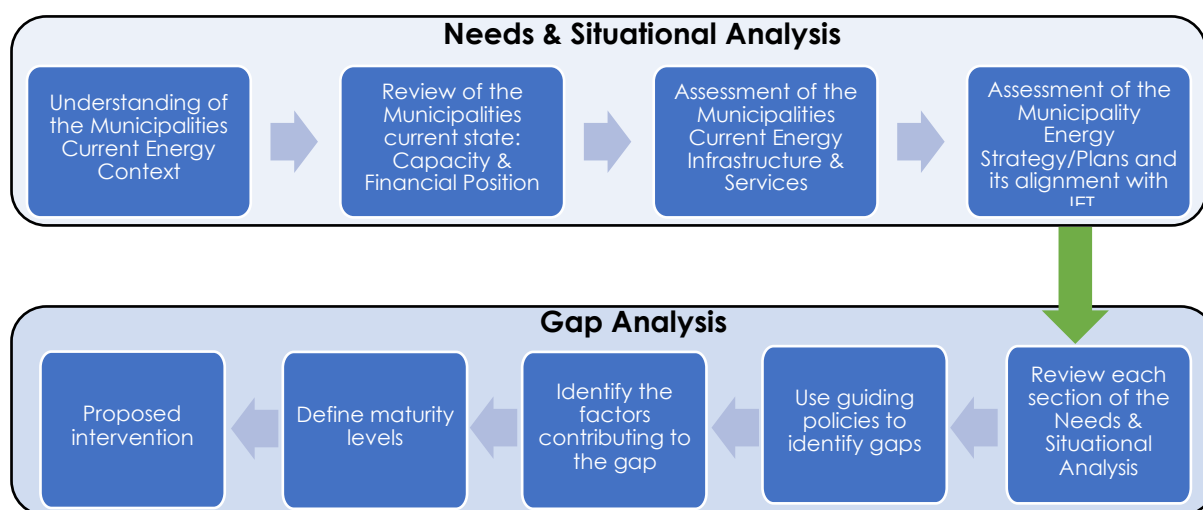 Needs & Situational Analysis
Understanding of
the Municipalities
Current Energy
Context
Review of the
Municipalities
current state:
Capacity &
Financial Position
Assessment of the
Municipalities
Current Energy
Infrastructure &
Services
Assessment of the
Municipality
Energy
Strategy/Plans and
its alignment with
Gap Analysis
Proposed
intervention
Define maturity
levels
Identify the
factors
contributing to
the gap
Use guiding
policies to
identify gaps
Review each
section of the
Needs &
Situational
Analysis